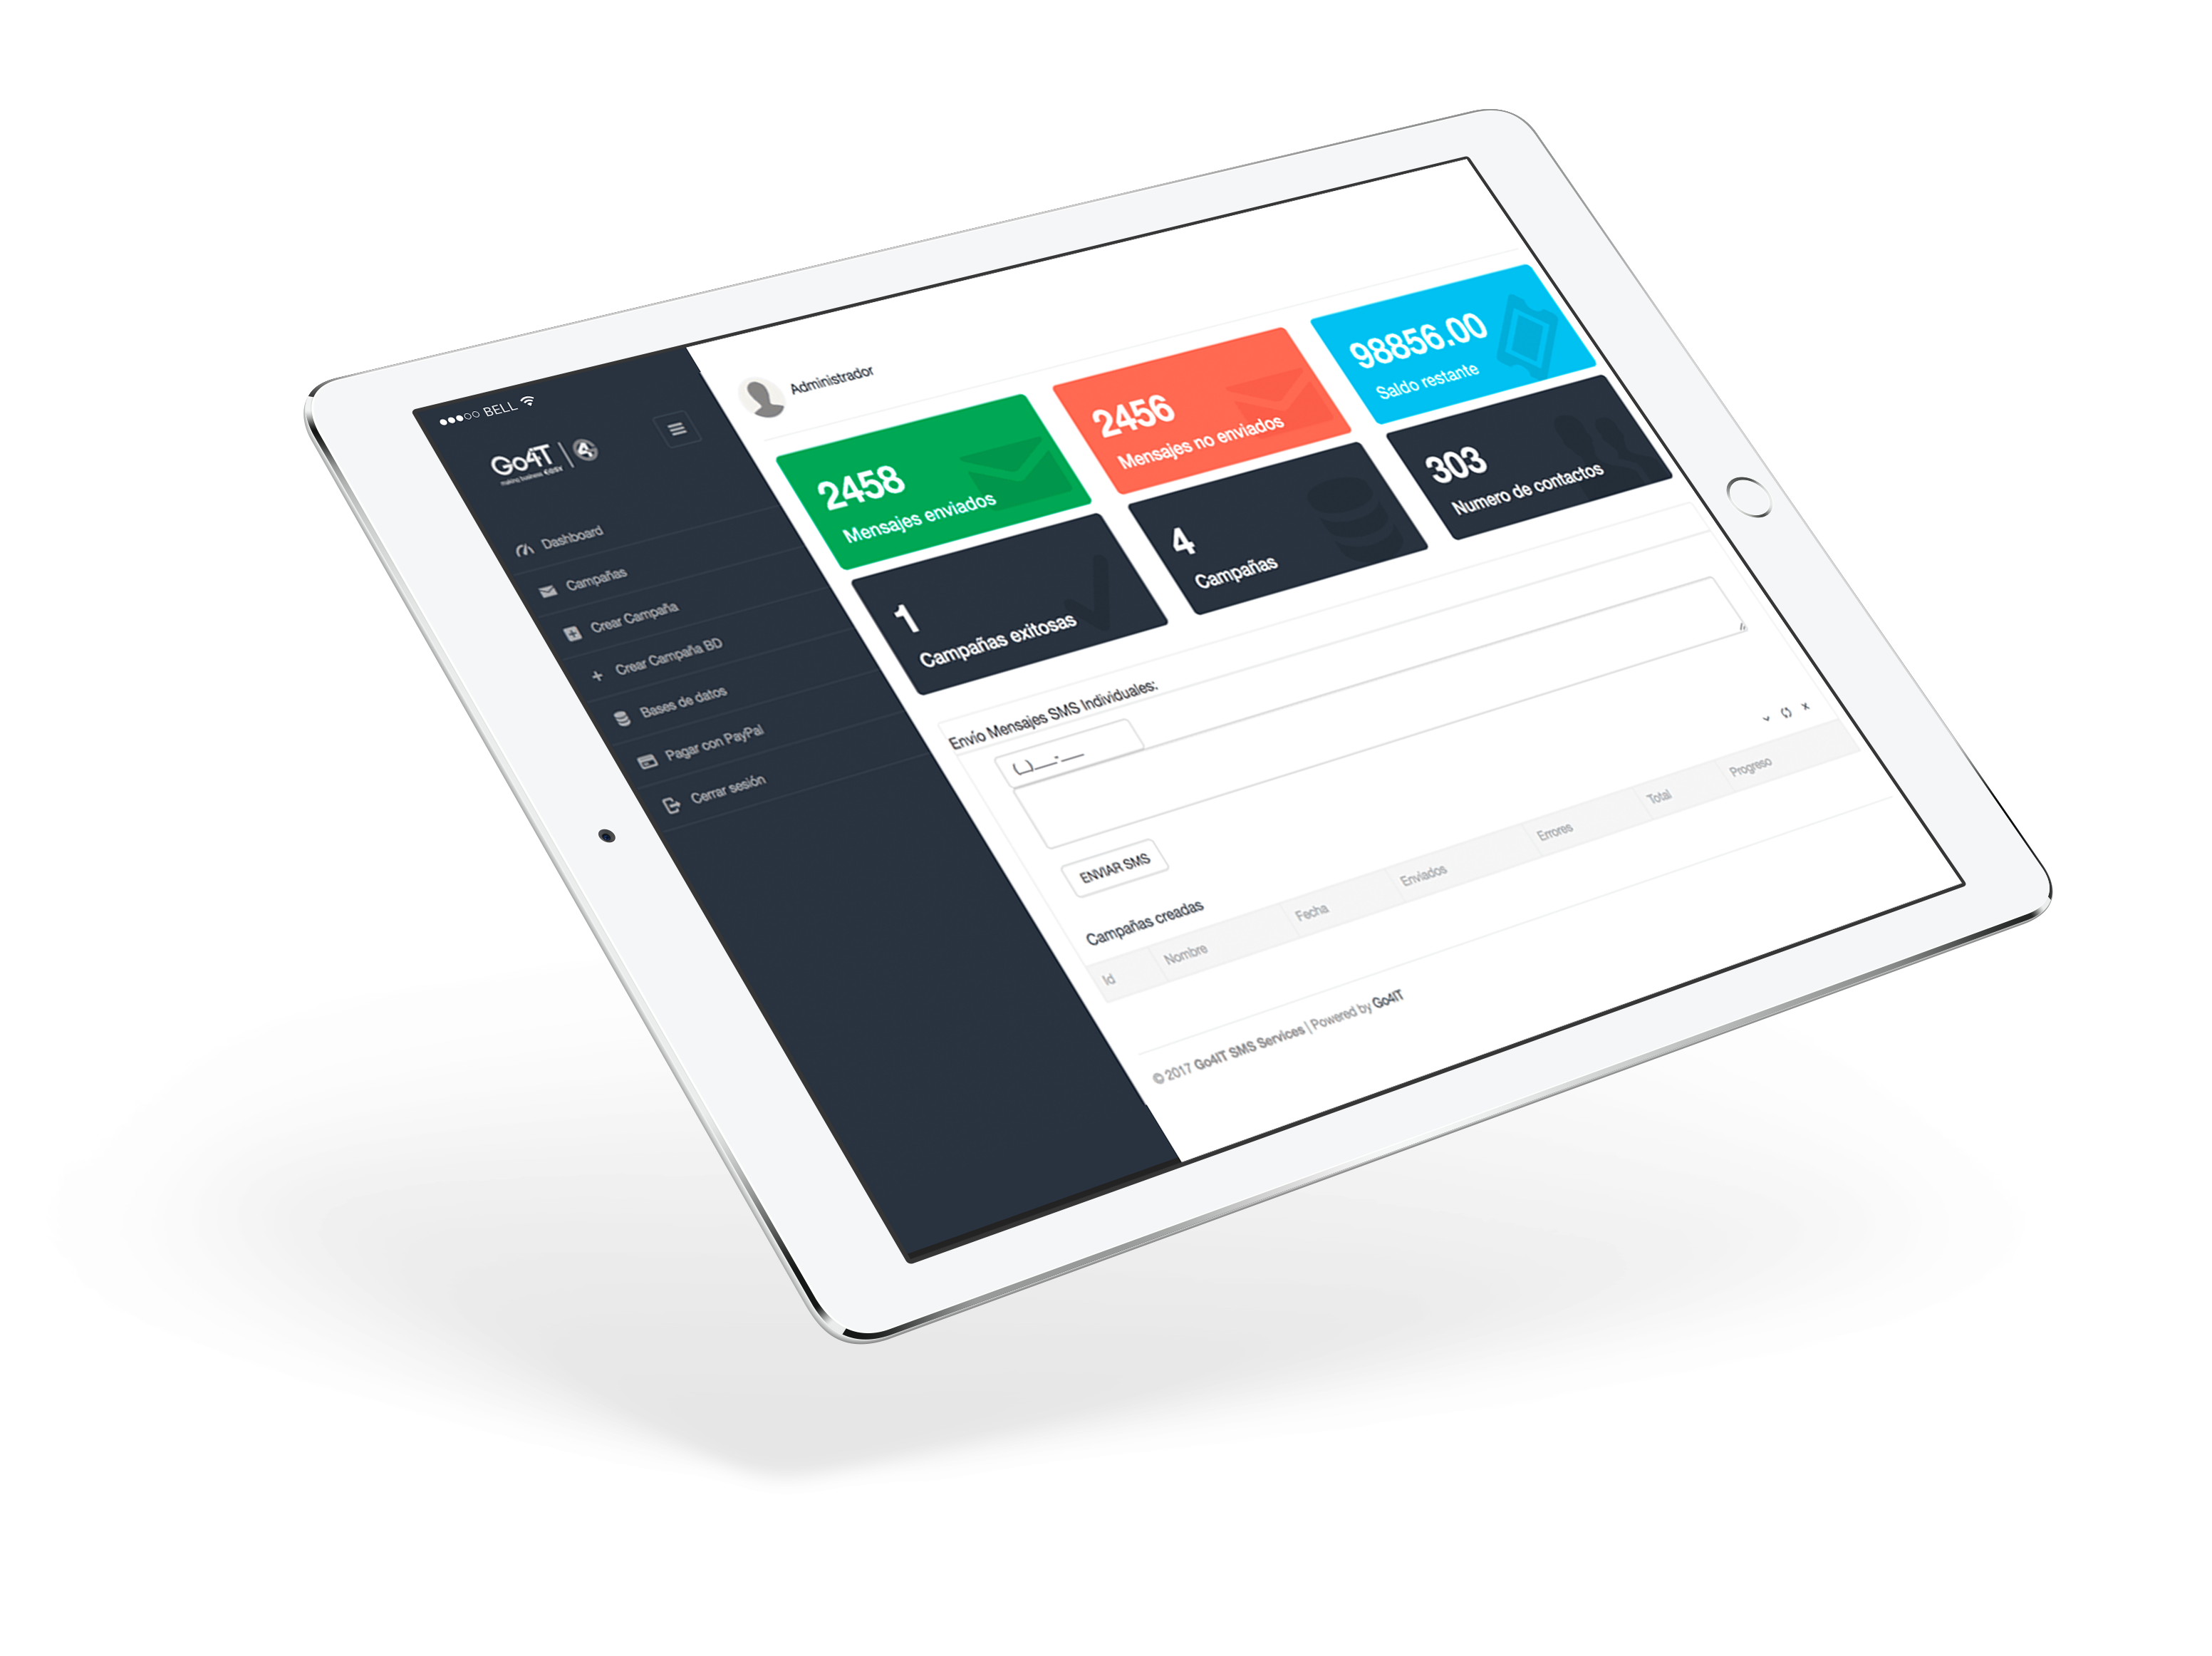 BELL
Go4IT
making business easy
Dashboard
Campañas
Crear Campaña
Crear Campaña BD
Bases de datos
Pagar con PayPal
Cerrar sesión
Administrador
2458
Mensajes enviados
2456
Mensajes no enviados
98856.00
Saldo restante
1
Campañas exitosas
4
Campañas
303
Numero de contactos
Envío Mensajes SMS Individuales:
(_)___-___
ENVIAR SMS
Campañas creadas
Id Nombre Fecha Enviados Errores Total Progreso
© 2017 Go4IT SMS Services | Powered by Go4IT